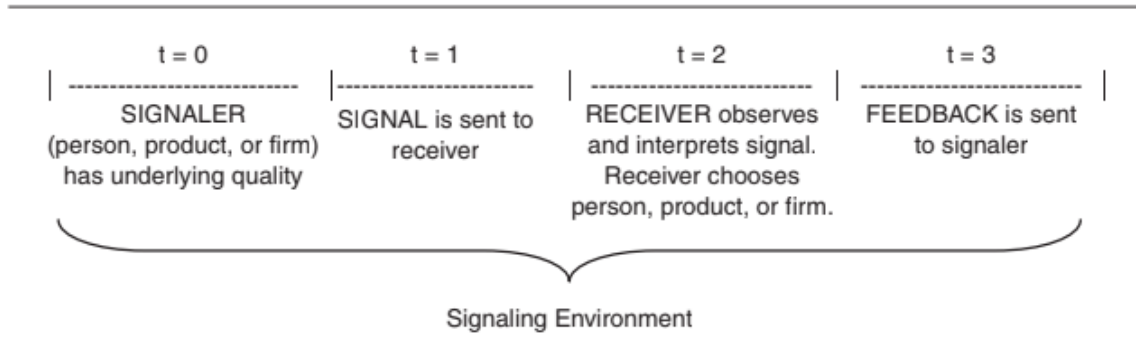 t = 0
SIGNALER
(person, product, or firm)
has underlying quality
t = 1
SIGNAL is sent to
receiver
t = 2
RECEIVER observes
and interprets signal.
Receiver chooses
person, product, or firm.
t = 3
FEEDBACK is sent
to signaler
Signaling Environment